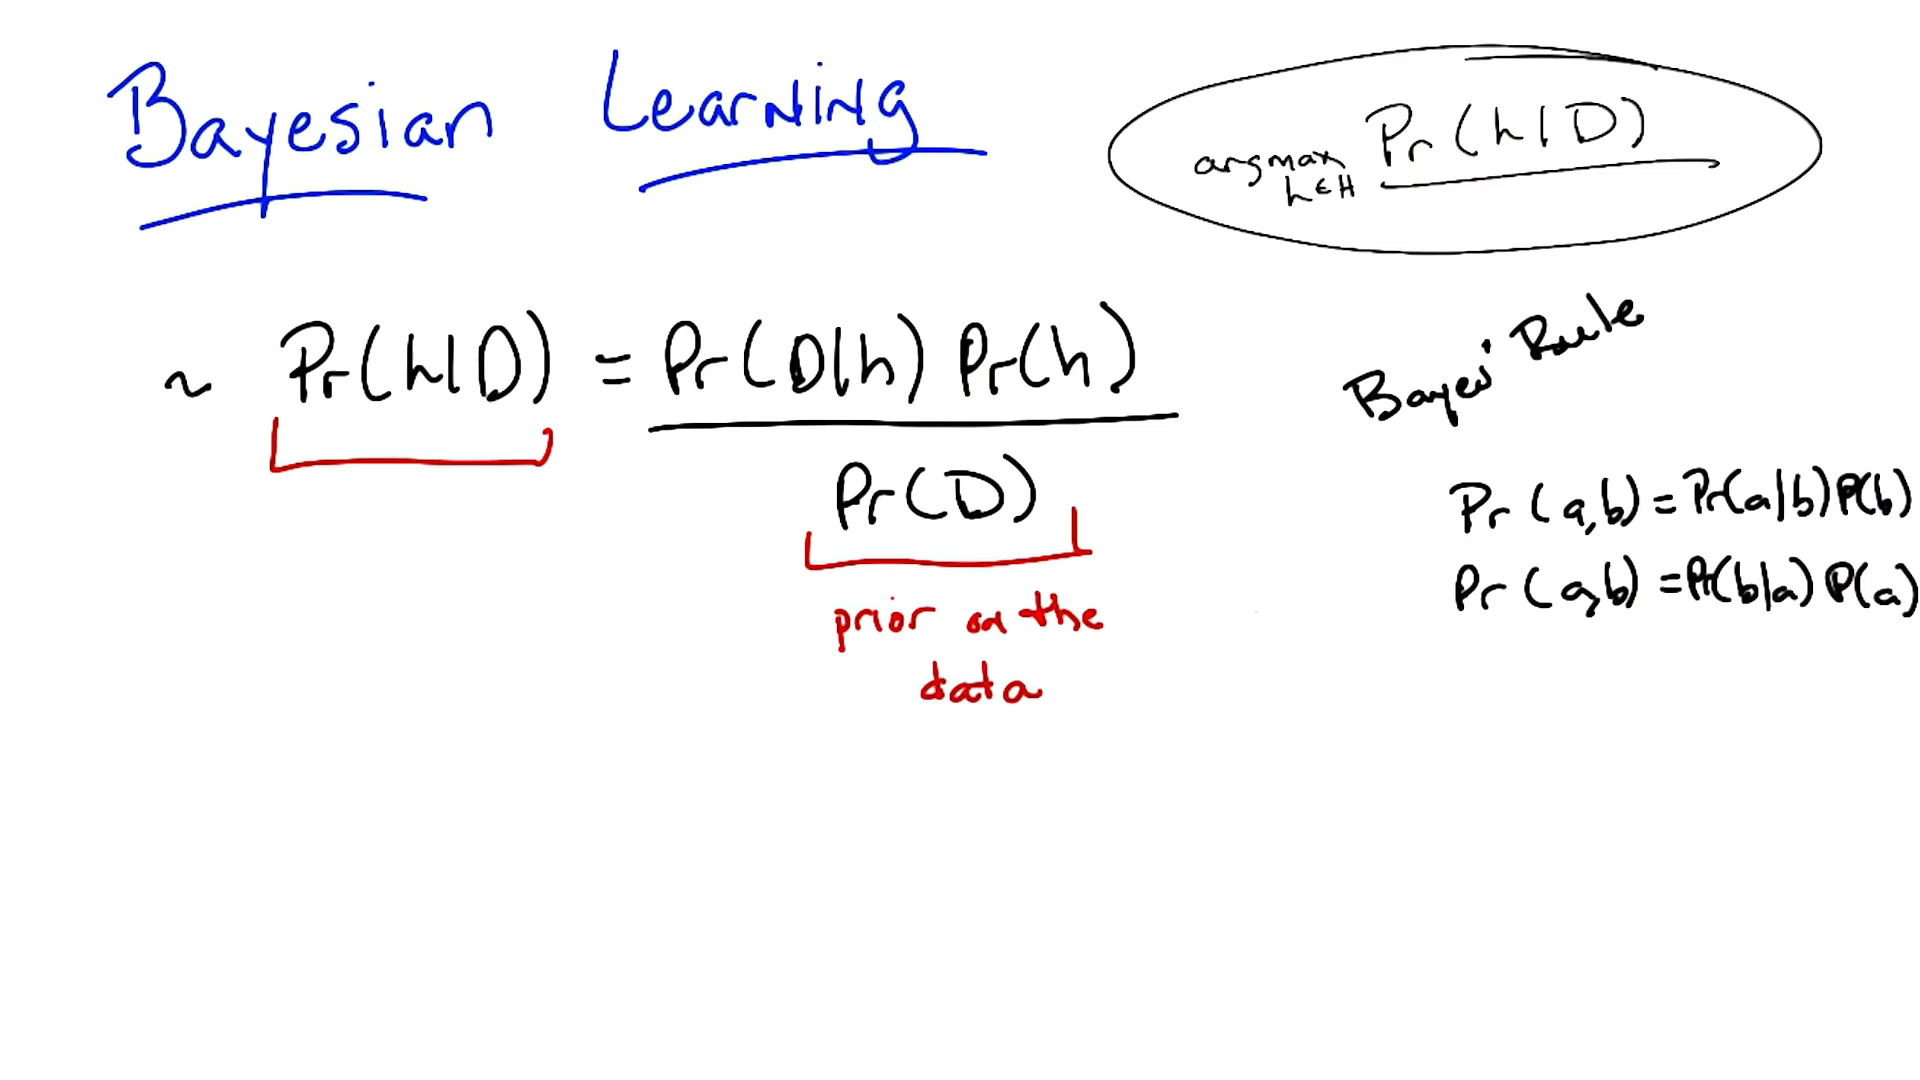 Bayesian Learning
argmax Pr(h|D)
h∈H
~ Pr(h|D) = Pr(D|h) Pr(h)
Pr(D)
prior on the
data
Bayes' Rule
Pr(a,b) = Pr(a|b) P(b)
Pr(a,b) = Pr(b|a) P(a)